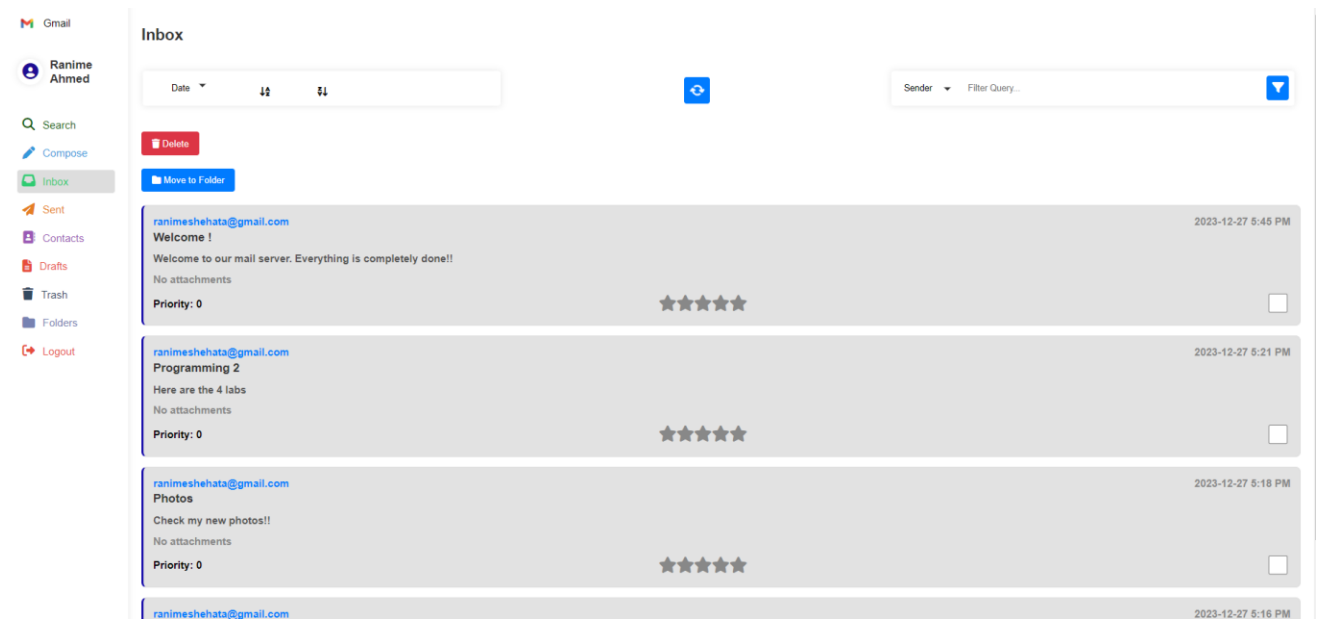 Gmail
Ranime
Ahmed
Search
Compose
Inbox
Sent
Contacts
Drafts
Trash
Folders
Logout
Inbox
Date
Sender
Filter Query...
Delete
Move to Folder
ranimeshehata@gmail.com
2023-12-27 5:45 PM
Welcome !
Welcome to our mail server. Everything is completely done!!
No attachments
Priority: 0
ranimeshehata@gmail.com
2023-12-27 5:21 PM
Programming 2
Here are the 4 labs
No attachments
Priority: 0
ranimeshehata@gmail.com
2023-12-27 5:18 PM
Photos
Check my new photos!!
No attachments
Priority: 0
ranimeshehata@gmail.com
2023-12-27 5:16 PM